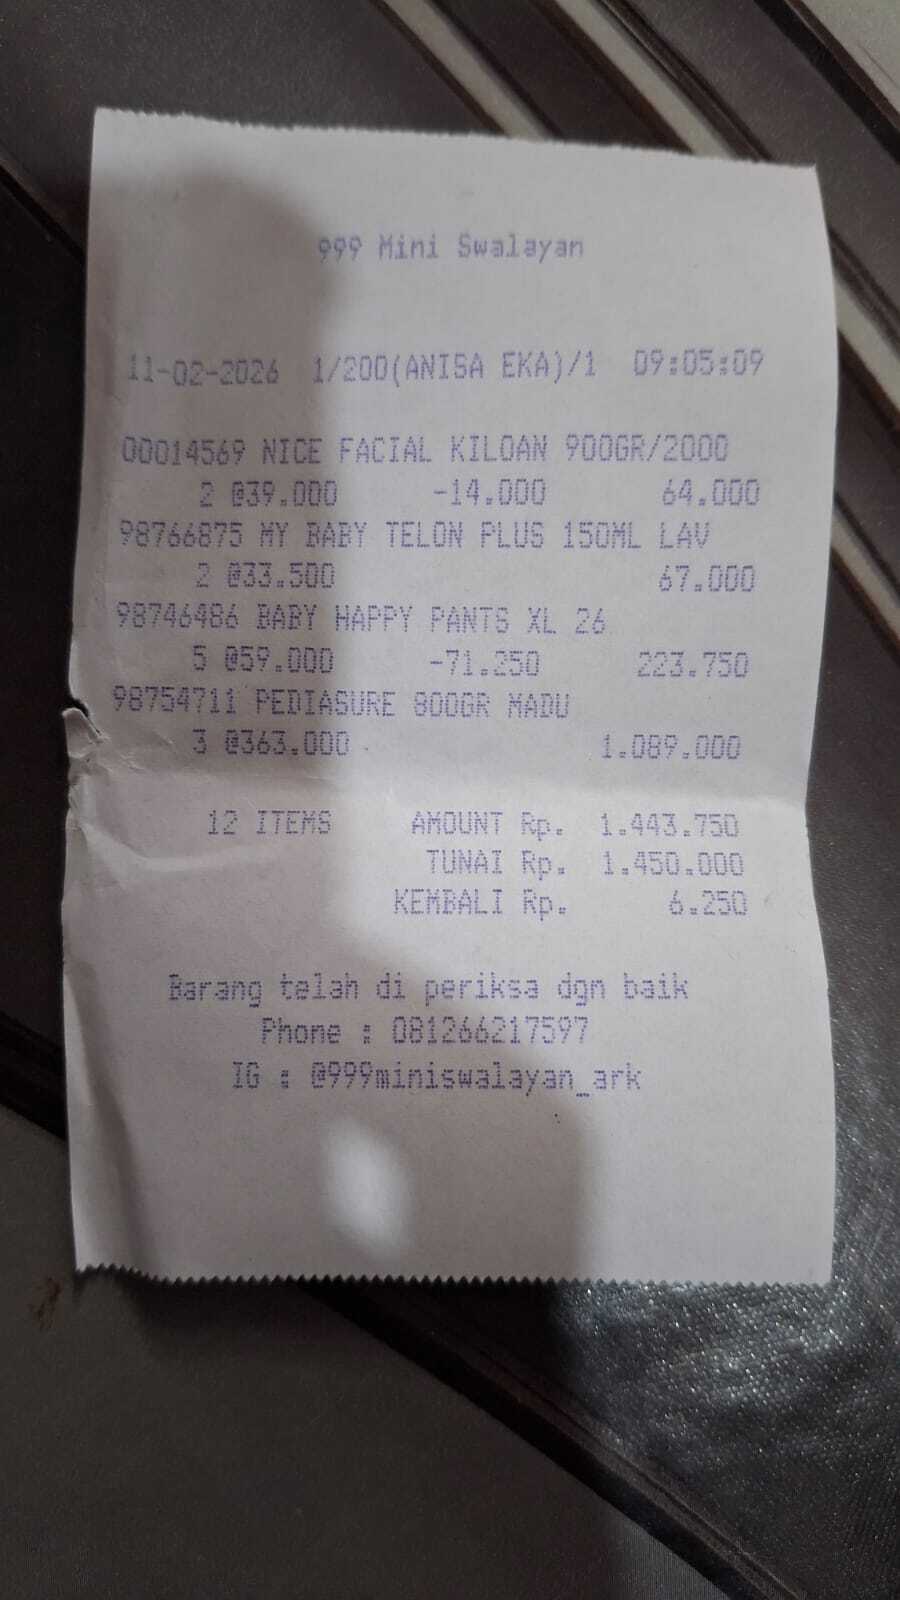 999 Mini Swalayan
11-02-2026 1/200(ANISA EKA)/1 09:05:09
00014569 NICE FACIAL KILOAN 900GR/2000
2 @39.000 -14.000 64.000
98766875 MY BABY TELON PLUS 150ML LAV
2 @33.500 67.000
98746486 BABY HAPPY PANTS XL 26
5 @59.000 -71.250 223.750
98754711 PEDIASURE 800GR MADU
3 @363.000 1.089.000
12 ITEMS AMOUNT Rp. 1.443.750
TUNAI Rp. 1.450.000
KEMBALI Rp. 6.250
Barang telah di periksa dgn baik
Phone : 081266217597
IG : @999miniswalayan_ark